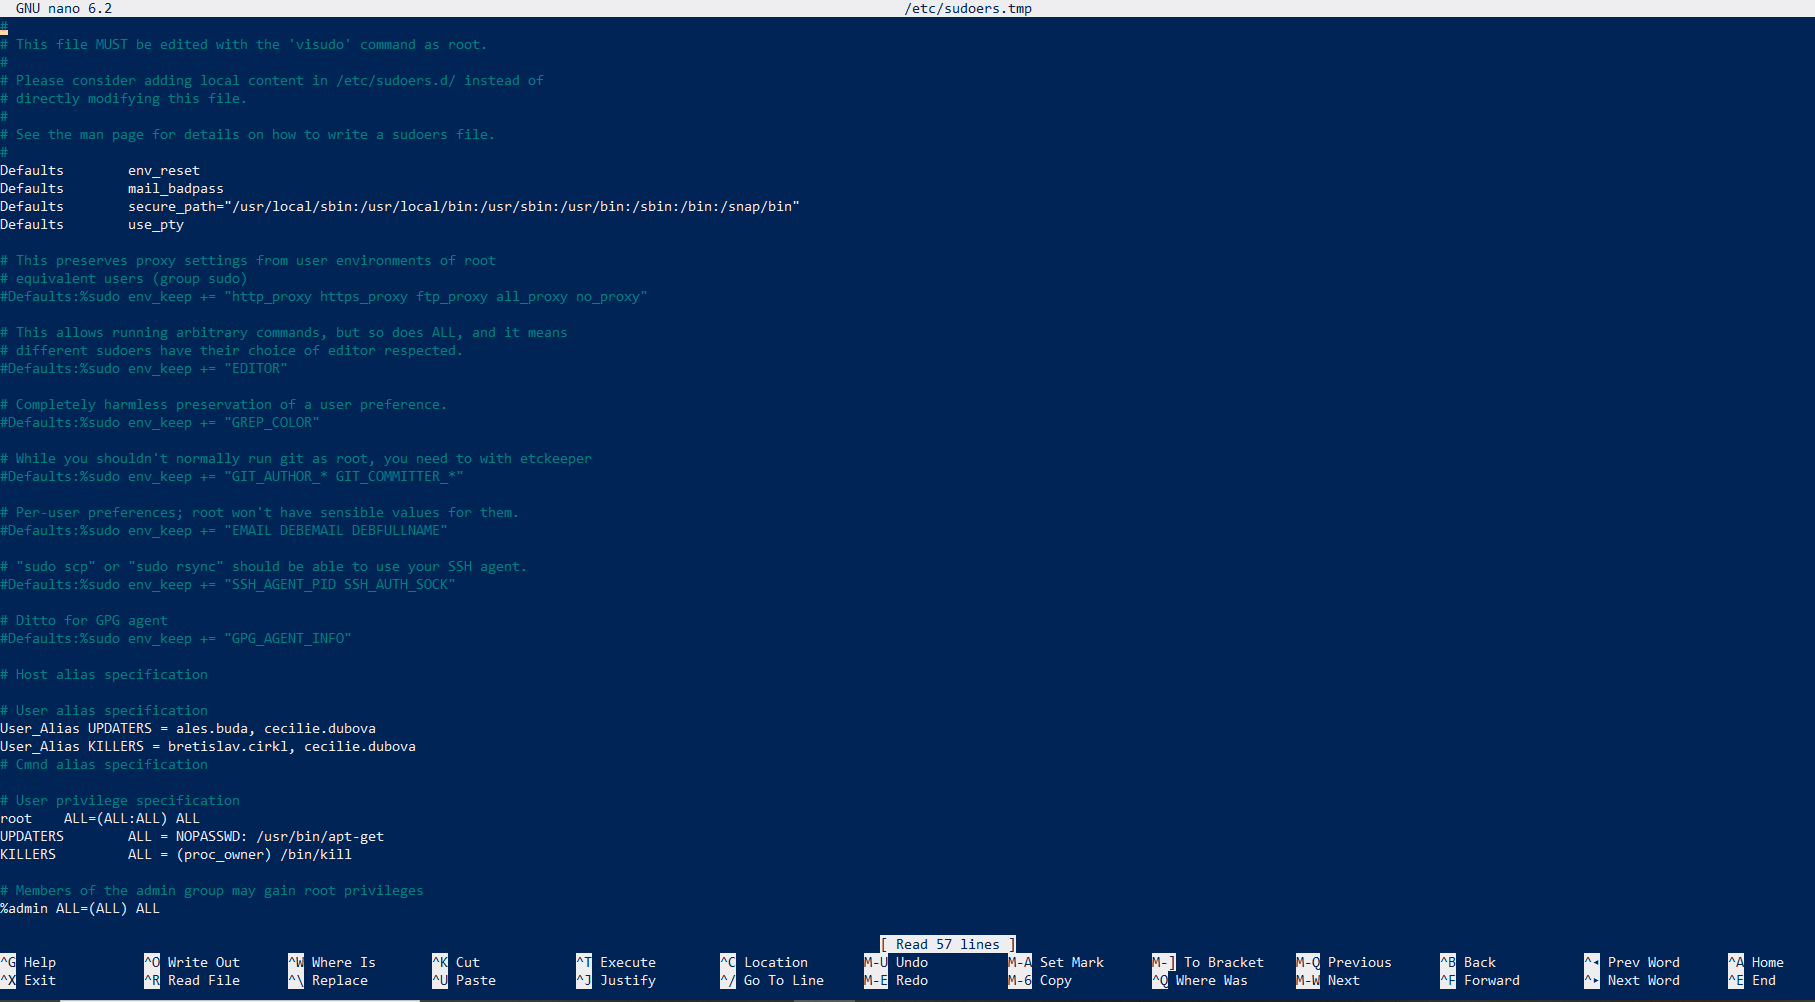 GNU nano 6.2 /etc/sudoers.tmp
#
# This file MUST be edited with the 'visudo' command as root.
#
# Please consider adding local content in /etc/sudoers.d/ instead of
# directly modifying this file.
#
# See the man page for details on how to write a sudoers file.
#
Defaults        env_reset
Defaults        mail_badpass
Defaults        secure_path="/usr/local/sbin:/usr/local/bin:/usr/sbin:/usr/bin:/sbin:/bin:/snap/bin"
Defaults        use_pty
# This preserves proxy settings from user environments of root
# equivalent users (group sudo)
#Defaults:%sudo env_keep += "http_proxy https_proxy ftp_proxy all_proxy no_proxy"
# This allows running arbitrary commands, but so does ALL, and it means
# different sudoers have their choice of editor respected.
#Defaults:%sudo env_keep += "EDITOR"
# Completely harmless preservation of a user preference.
#Defaults:%sudo env_keep += "GREP_COLOR"
# While you shouldn't normally run git as root, you need to with etckeeper
#Defaults:%sudo env_keep += "GIT_AUTHOR_* GIT_COMMITTER_*"
# Per-user preferences; root won't have sensible values for them.
#Defaults:%sudo env_keep += "EMAIL DEBEMAIL DEBFULLNAME"
# "sudo scp" or "sudo rsync" should be able to use your SSH agent.
#Defaults:%sudo env_keep += "SSH_AGENT_PID SSH_AUTH_SOCK"
# Ditto for GPG agent
#Defaults:%sudo env_keep += "GPG_AGENT_INFO"
# Host alias specification
# User alias specification
User_Alias UPDATERS = ales.buda, cecilie.dubova
User_Alias KILLERS = bretislav.cirkl, cecilie.dubova
# Cmnd alias specification
# User privilege specification
root    ALL=(ALL:ALL) ALL
UPDATERS        ALL = NOPASSWD: /usr/bin/apt-get
KILLERS         ALL = (proc_owner) /bin/kill
# Members of the admin group may gain root privileges
%admin ALL=(ALL) ALL
[ Read 57 lines ]
^G Help ^O Write Out ^W Where Is ^K Cut ^T Execute ^C Location M-U Undo M-A Set Mark M-] To Bracket M-Q Previous ^B Back ^◂ Prev Word ^A Home
^X Exit ^R Read File ^\ Replace ^U Paste ^J Justify ^/ Go To Line M-E Redo M-6 Copy ^Q Where Was M-W Next ^F Forward ^▸ Next Word ^E End